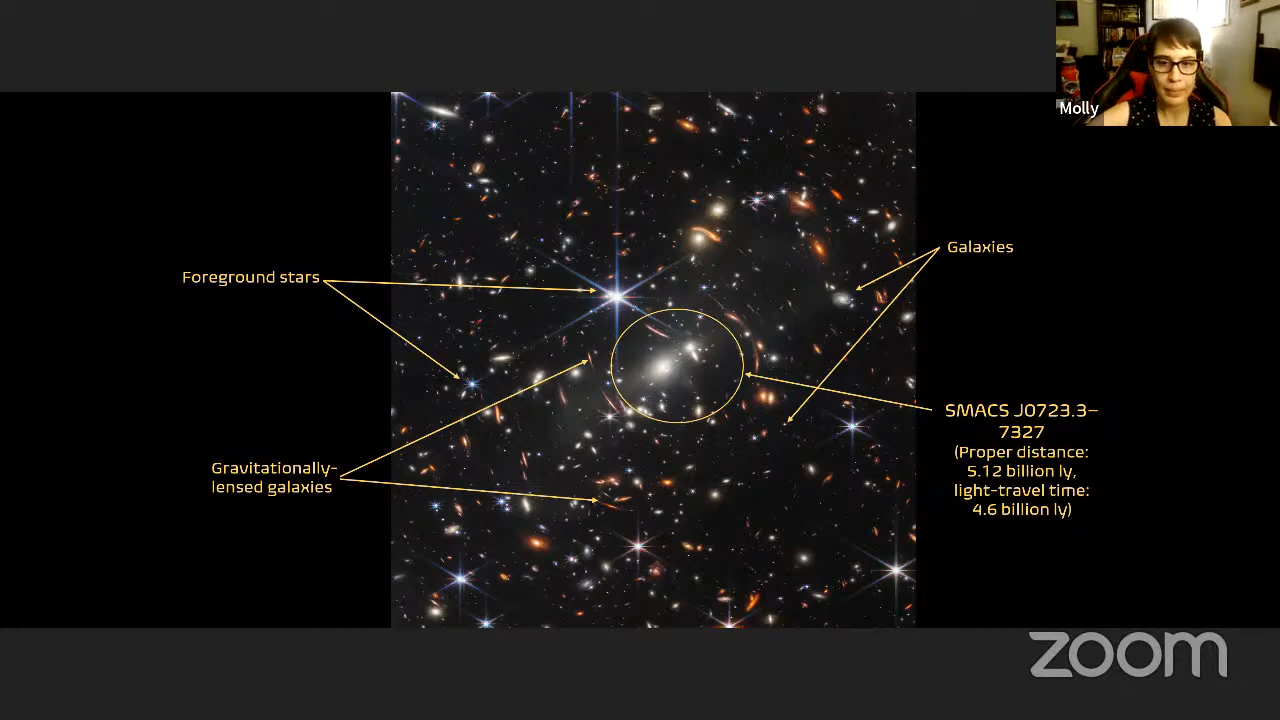 Molly
Galaxies
Foreground stars
SMACS J0723.3–
7327
(Proper distance:
5.12 billion ly,
light-travel time:
4.6 billion ly)
Gravitationally-
lensed galaxies
zoom